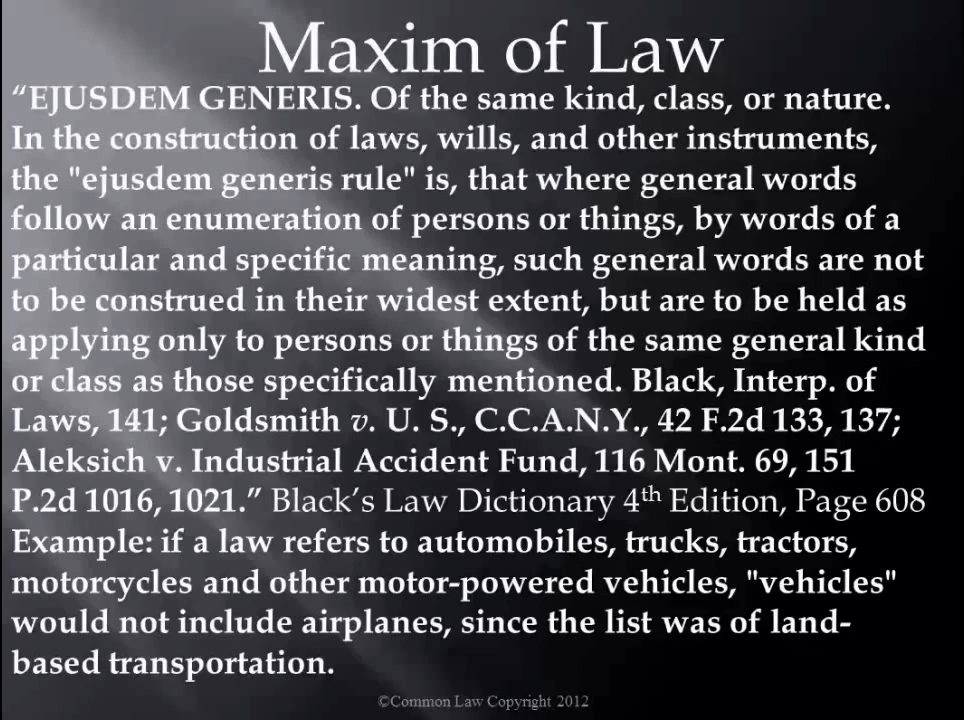 Maxim of Law
“EJUSDEM GENERIS. Of the same kind, class, or nature.
In the construction of laws, wills, and other instruments,
the "ejusdem generis rule" is, that where general words
follow an enumeration of persons or things, by words of a
particular and specific meaning, such general words are not
to be construed in their widest extent, but are to be held as
applying only to persons or things of the same general kind
or class as those specifically mentioned. Black, Interp. of
Laws, 141; Goldsmith v. U. S., C.C.A.N.Y., 42 F.2d 133, 137;
Aleksich v. Industrial Accident Fund, 116 Mont. 69, 151
P.2d 1016, 1021.” Black’s Law Dictionary 4th Edition, Page 608
Example: if a law refers to automobiles, trucks, tractors,
motorcycles and other motor-powered vehicles, "vehicles"
would not include airplanes, since the list was of land-
based transportation.
©Common Law Copyright 2012